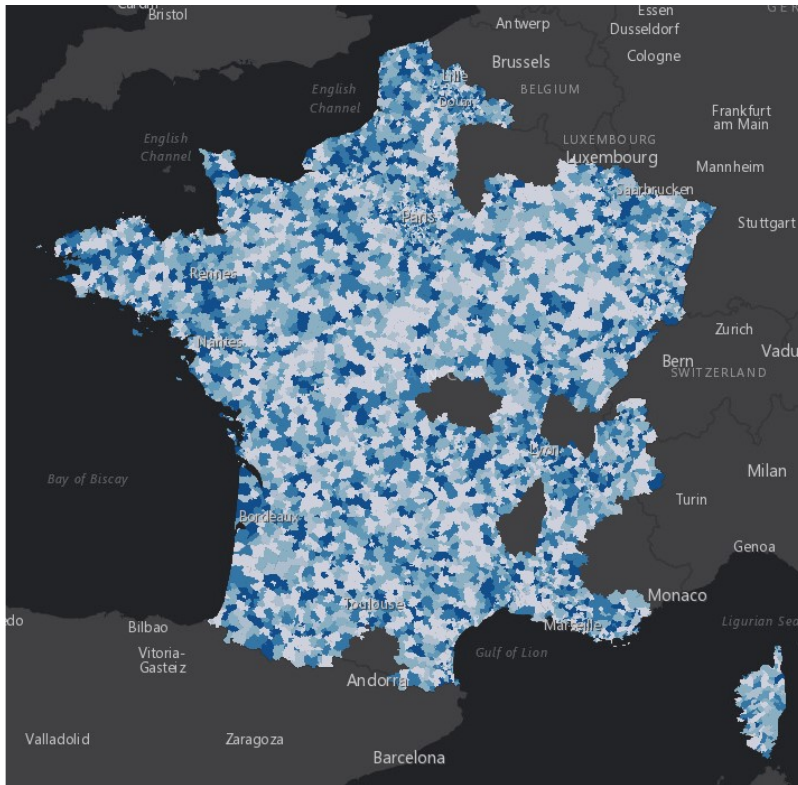 Bristol
Antwerp
Essen
Dusseldorf
Cologne
Brussels
BELGIUM
Lille
Douai
English
Channel
English
Channel
Frankfurt
am Main
LUXEMBOURG
Luxembourg
Mannheim
Saarbrucken
Paris
Stuttgart
Rennes
Nantes
Zurich
Bern
Vadu
SWITZERLAND
Lyon
Bay of Biscay
Milan
Turin
Bordeaux
Genoa
Toulouse
Monaco
Marseille
Ligurian Sea
Bilbao
Vitoria-
Gasteiz
Gulf of Lion
Andorra
Valladolid
Zaragoza
Barcelona